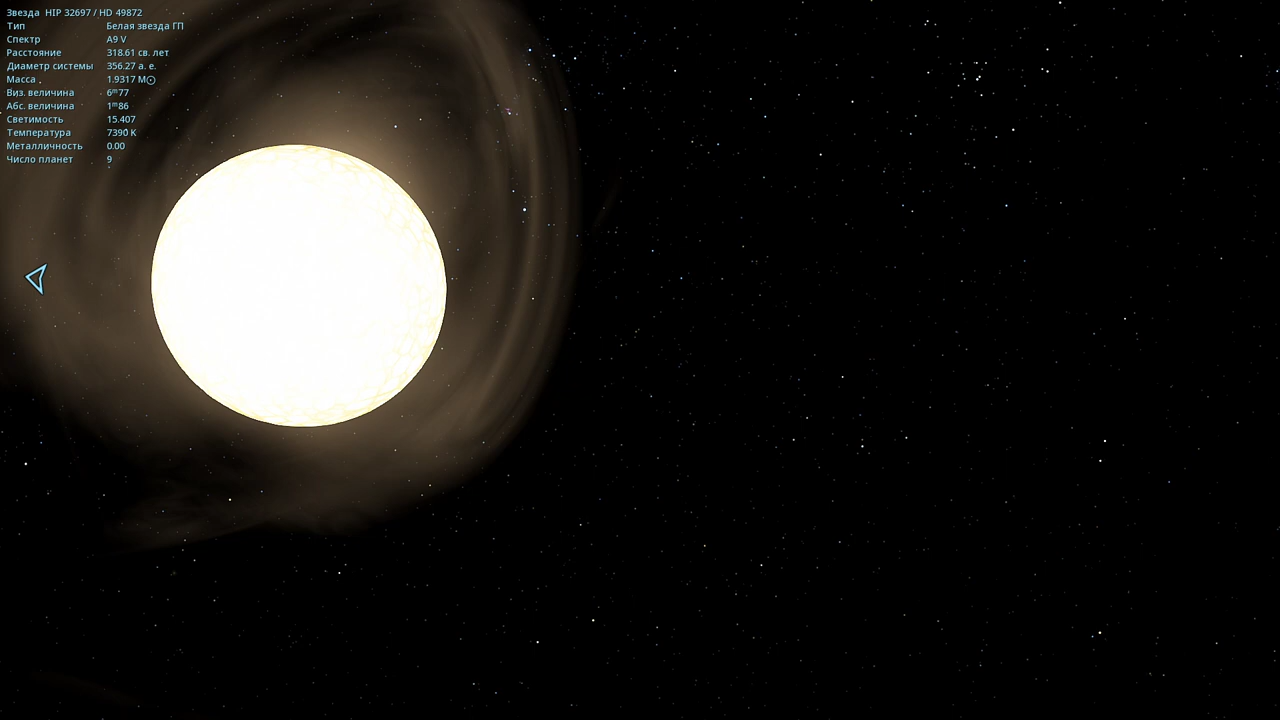 Звезда HIP 32697 / HD 49872
Тип Белая звезда ГП
Спектр A9 V
Расстояние 318.61 св. лет
Диаметр системы 356.27 а. е.
Масса 1.9317 M☉
Виз. величина 6ᵐ77
Абс. величина 1ᵐ86
Светимость 15.407
Температура 7390 K
Металличность 0.00
Число планет 9